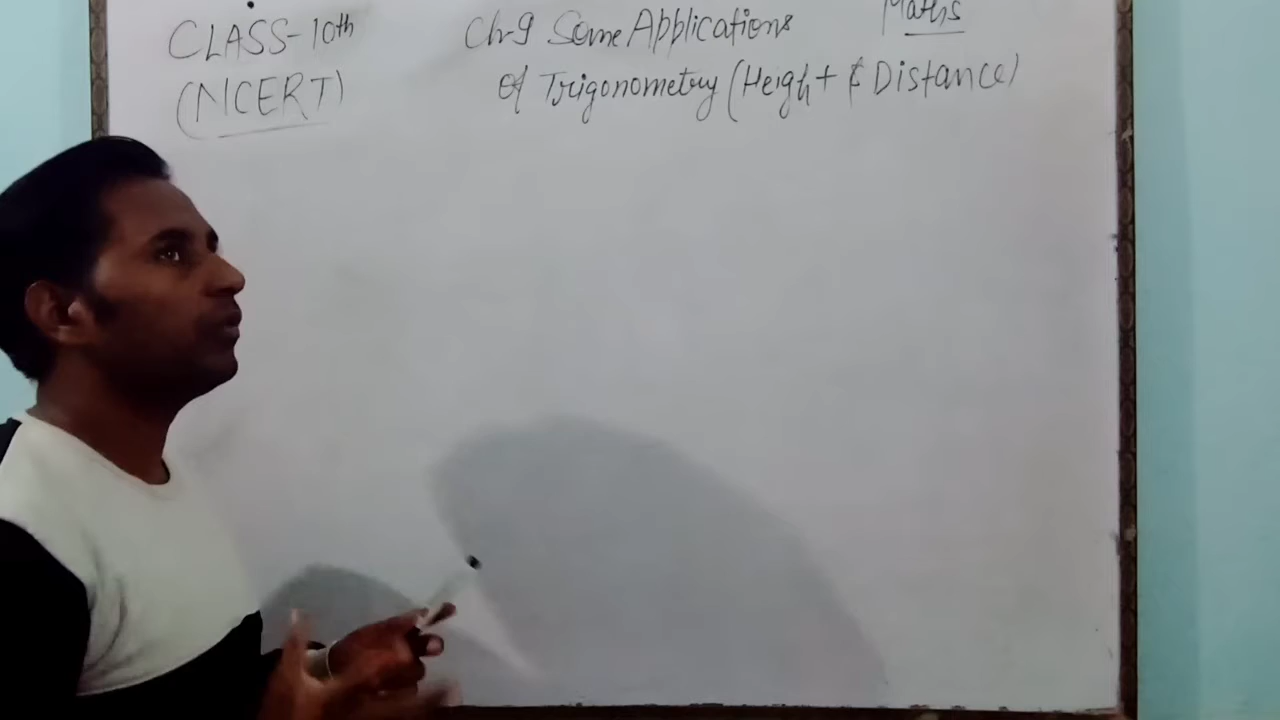 CLASS-10th
(NCERT)
Ch-9 Some Applications
Of Trigonometry (Height & Distance)
Maths